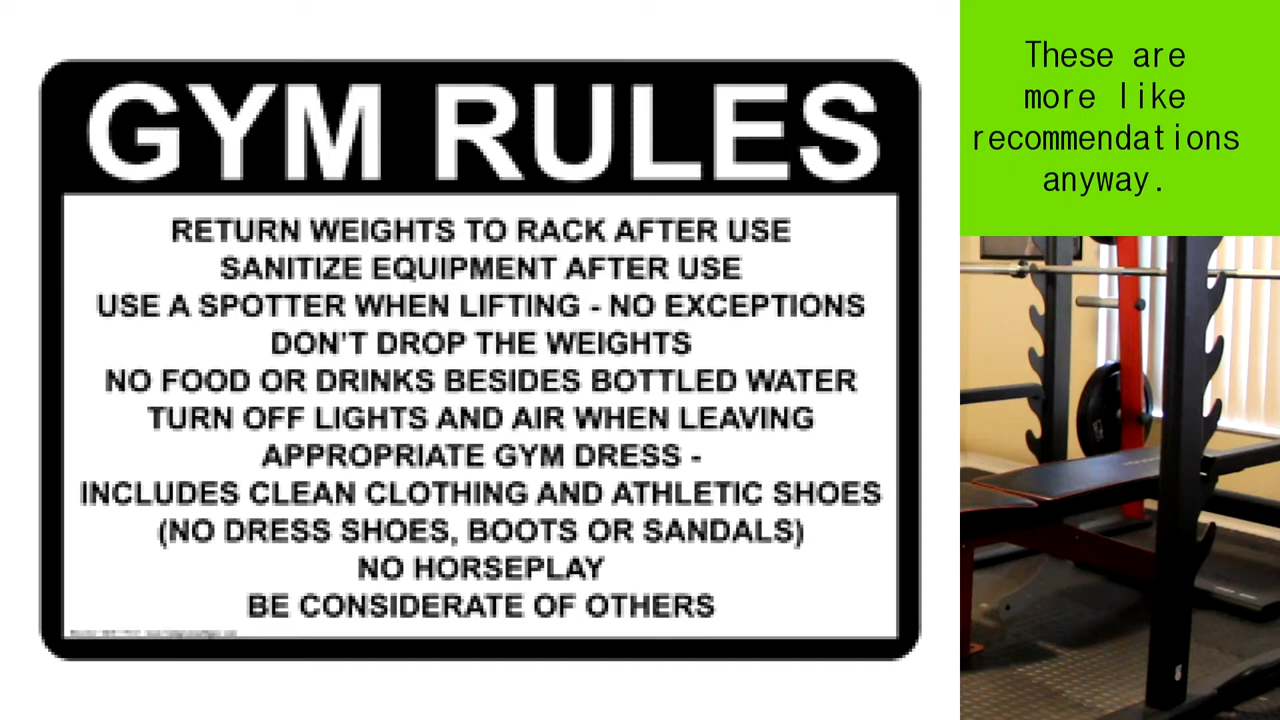 GYM RULES
RETURN WEIGHTS TO RACK AFTER USE
SANITIZE EQUIPMENT AFTER USE
USE A SPOTTER WHEN LIFTING - NO EXCEPTIONS
DON'T DROP THE WEIGHTS
NO FOOD OR DRINKS BESIDES BOTTLED WATER
TURN OFF LIGHTS AND AIR WHEN LEAVING
APPROPRIATE GYM DRESS -
INCLUDES CLEAN CLOTHING AND ATHLETIC SHOES
(NO DRESS SHOES, BOOTS OR SANDALS)
NO HORSEPLAY
BE CONSIDERATE OF OTHERS
These are
more like
recommendations
anyway.